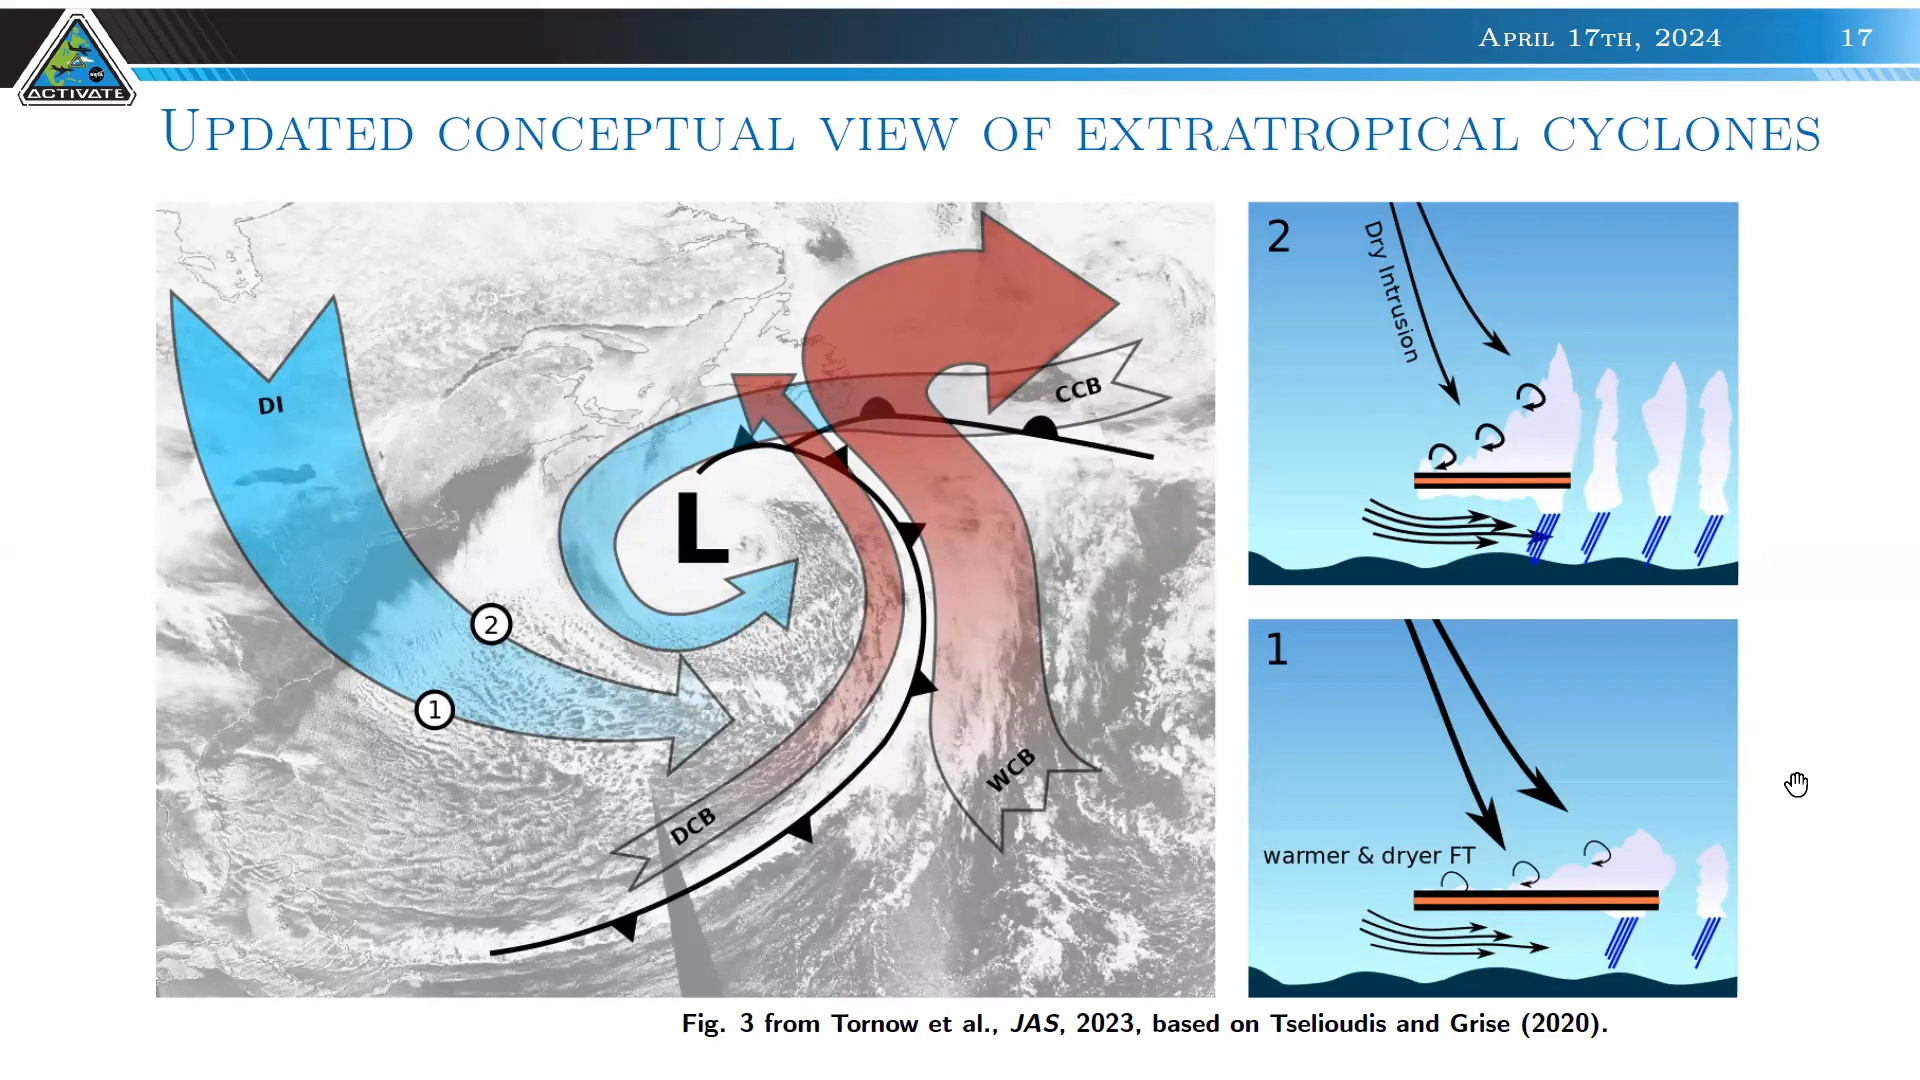 ACTIVATE
April 17th, 2024
17
Updated conceptual view of extratropical cyclones
DI
CCB
L
2
1
WCB
DCB
2
Dry Intrusion
1
warmer & dryer FT
Fig. 3 from Tornow et al., JAS, 2023, based on Tselioudis and Grise (2020).